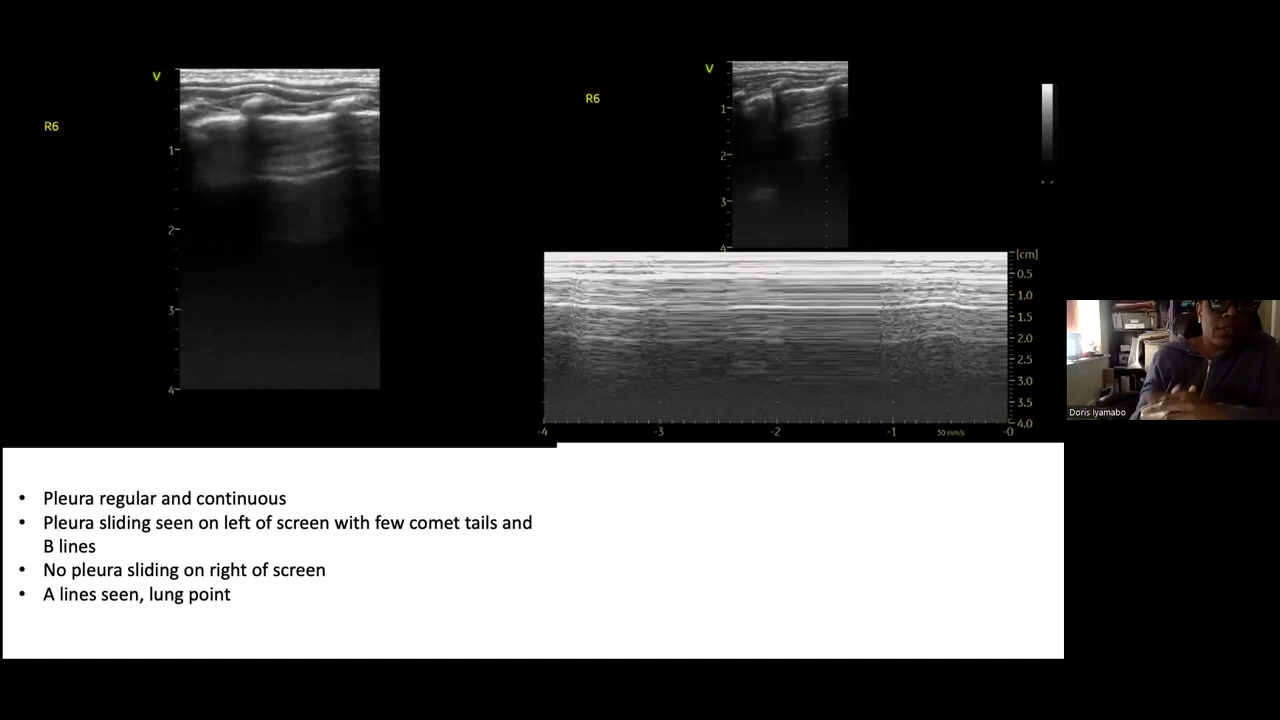 V
R6
1
2
3
4
V
R6
1
2
3
4
[cm]
0.5
1.0
1.5
2.0
2.5
3.0
3.5
4.0
-4
-3
-2
-1
50 mm/s
-0
Doris Iyamabo
• Pleura regular and continuous
• Pleura sliding seen on left of screen with few comet tails and
B lines
• No pleura sliding on right of screen
• A lines seen, lung point